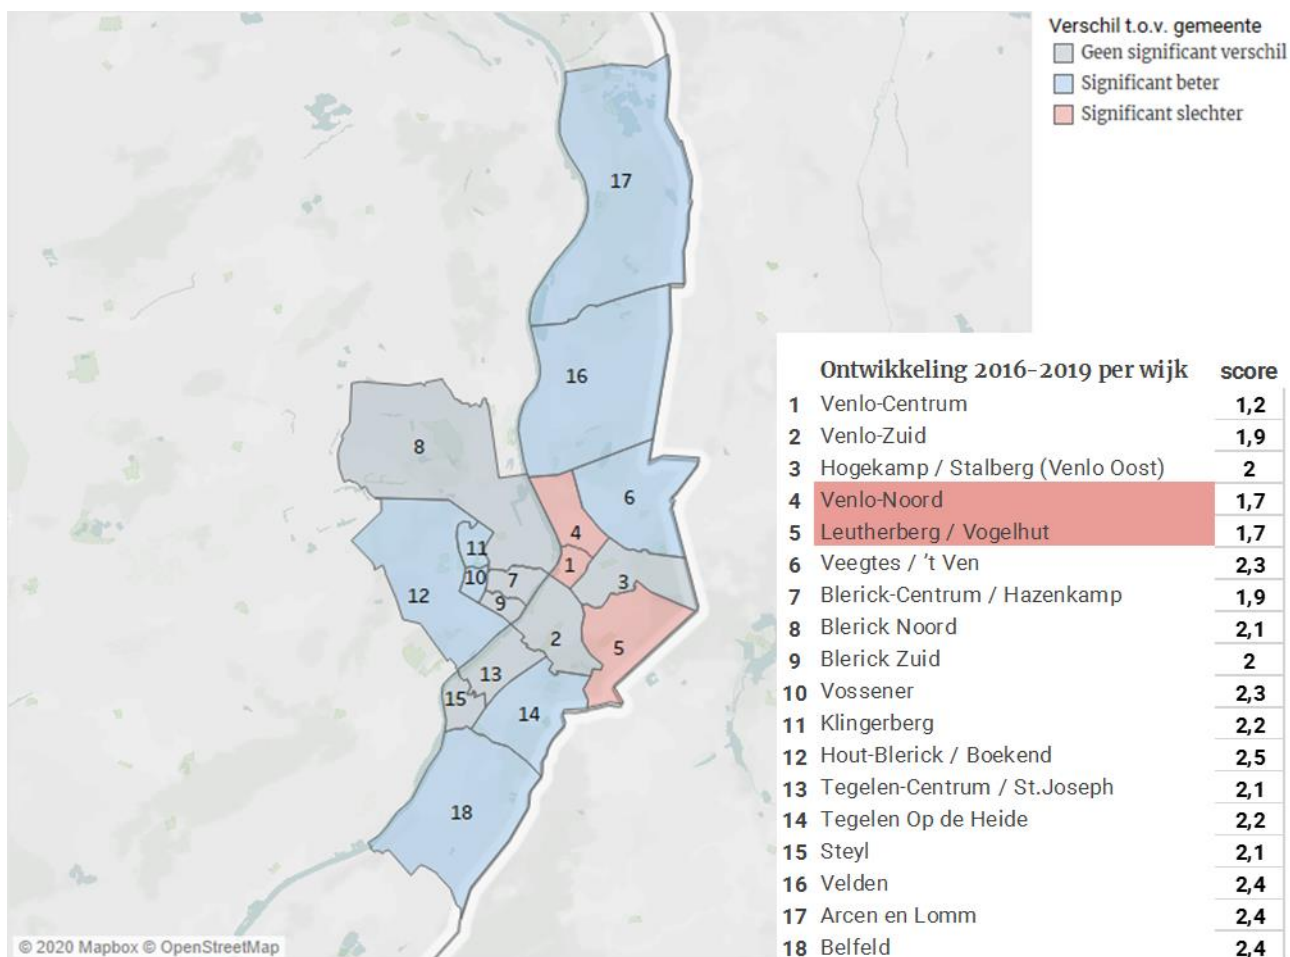 Verschil t.o.v. gemeente
Geen significant verschil
Significant beter
Significant slechter
17
16
8
6
4
11
1
10
7
3
12
9
2
5
13
15
14
18
Ontwikkeling 2016-2019 per wijk score
1 Venlo-Centrum 1,2
2 Venlo-Zuid 1,9
3 Hogekamp / Stalberg (Venlo Oost) 2
4 Venlo-Noord 1,7
5 Leutherberg / Vogelhut 1,7
6 Veegtes / ’t Ven 2,3
7 Blerick-Centrum / Hazenkamp 1,9
8 Blerick Noord 2,1
9 Blerick Zuid 2
10 Vossener 2,3
11 Klingerberg 2,2
12 Hout-Blerick / Boekend 2,5
13 Tegelen-Centrum / St.Joseph 2,1
14 Tegelen Op de Heide 2,2
15 Steyl 2,1
16 Velden 2,4
17 Arcen en Lomm 2,4
18 Belfeld 2,4
© 2020 Mapbox © OpenStreetMap